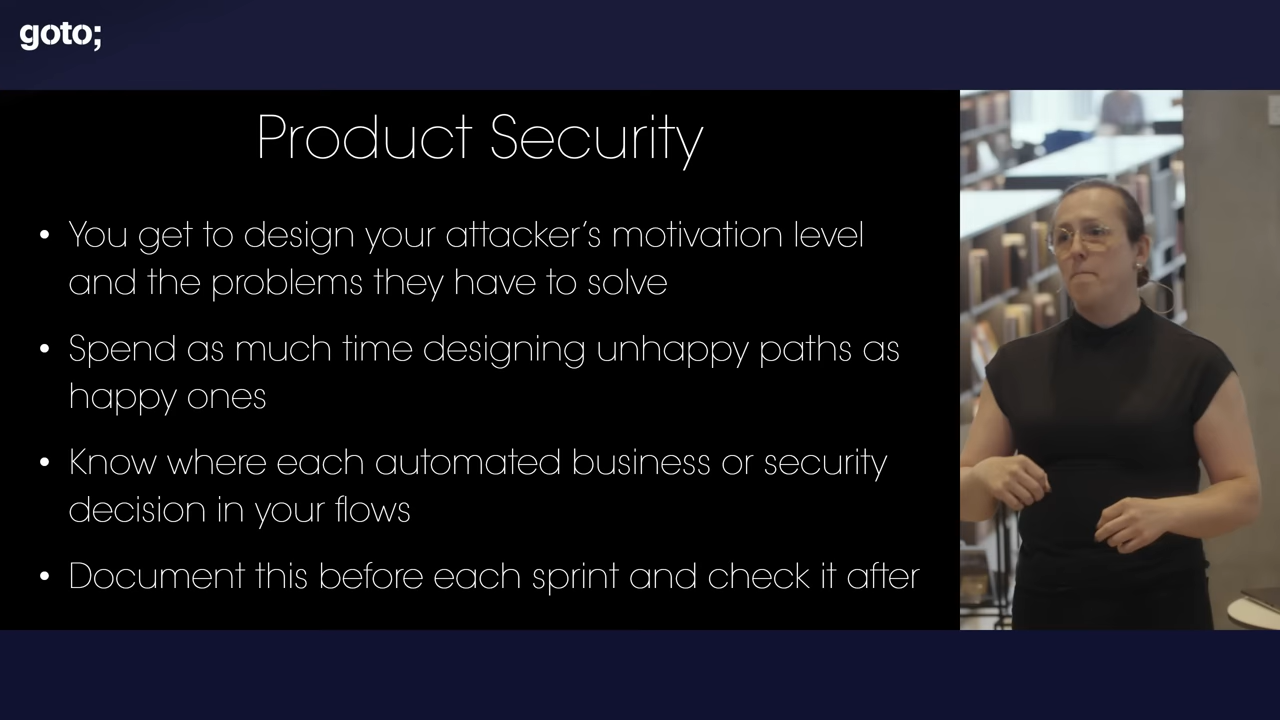 goto;
Product Security
• You get to design your attacker's motivation level
and the problems they have to solve
• Spend as much time designing unhappy paths as
happy ones
• Know where each automated business or security
decision in your flows
• Document this before each sprint and check it after